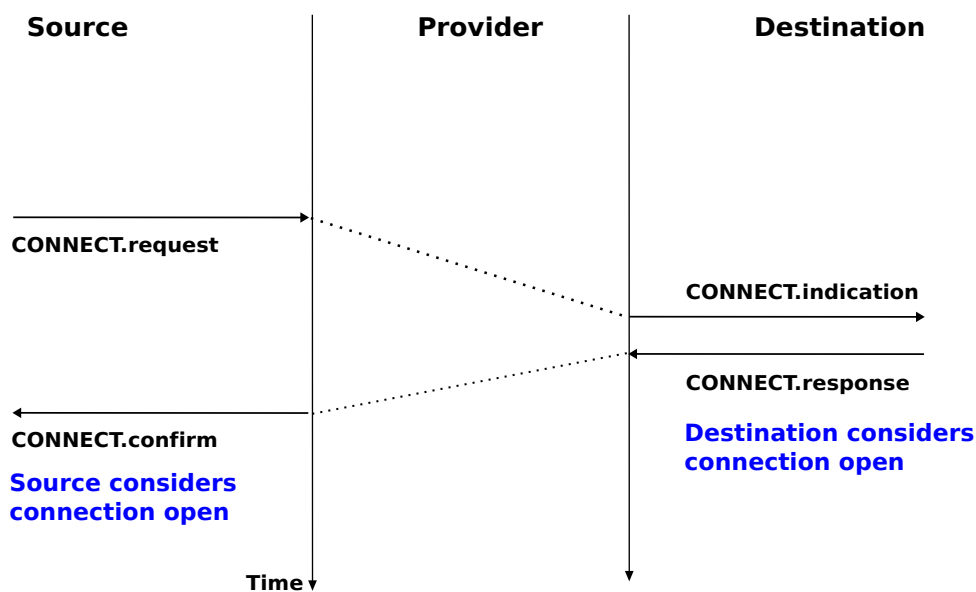 Source
Provider
Destination
CONNECT.request
CONNECT.indication
CONNECT.response
CONNECT.confirm
Destination considers
connection open
Source considers
connection open
Time